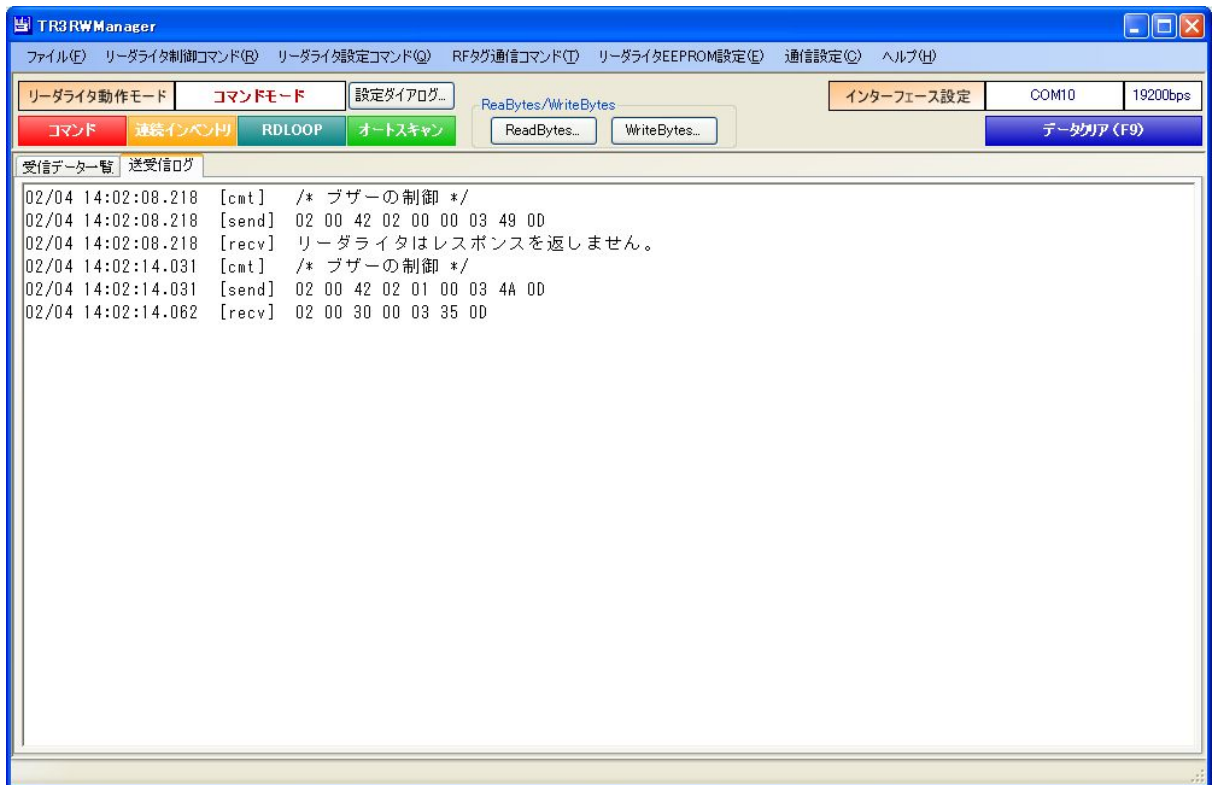 TR3RWManager
ファイル(F) リーダライタ制御コマンド(R) リーダライタ設定コマンド(Q) RFタグ通信コマンド(T) リーダライタEEPROM設定(E) 通信設定(C) ヘルプ(H)
リーダライタ動作モード コマンドモード 設定ダイアログ... ReaBytes/WriteBytes インターフェース設定 COM10 19200bps
コマンド 連続インベントリ RDLOOP オートスキャン ReadBytes... WriteBytes... データクリア (F9)
受信データ一覧 送受信ログ
02/04 14:02:08.218 [cmt] /* ブザーの制御 */
02/04 14:02:08.218 [send] 02 00 42 02 00 00 03 49 0D
02/04 14:02:08.218 [recv] リーダライタはレスポンスを返しません。
02/04 14:02:14.031 [cmt] /* ブザーの制御 */
02/04 14:02:14.031 [send] 02 00 42 02 01 00 03 4A 0D
02/04 14:02:14.062 [recv] 02 00 30 00 03 35 0D